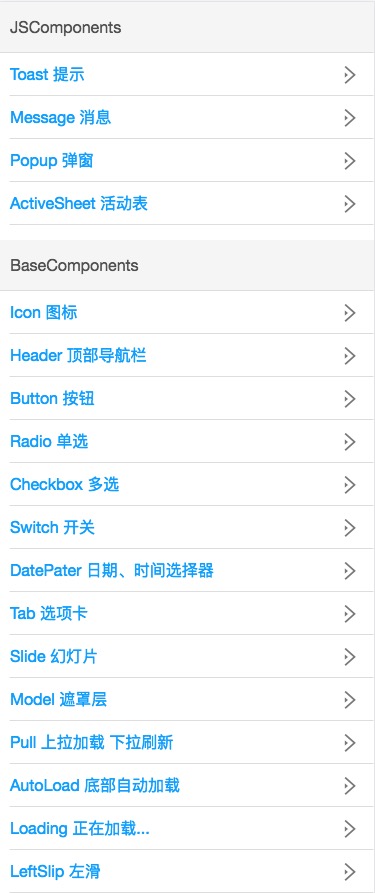 JSComponents
Toast 提示
Message 消息
Popup 弹窗
ActiveSheet 活动表
BaseComponents
Icon 图标
Header 顶部导航栏
Button 按钮
Radio 单选
Checkbox 多选
Switch 开关
DatePater 日期、时间选择器
Tab 选项卡
Slide 幻灯片
Model 遮罩层
Pull 上拉加载 下拉刷新
AutoLoad 底部自动加载
Loading 正在加载...
LeftSlip 左滑